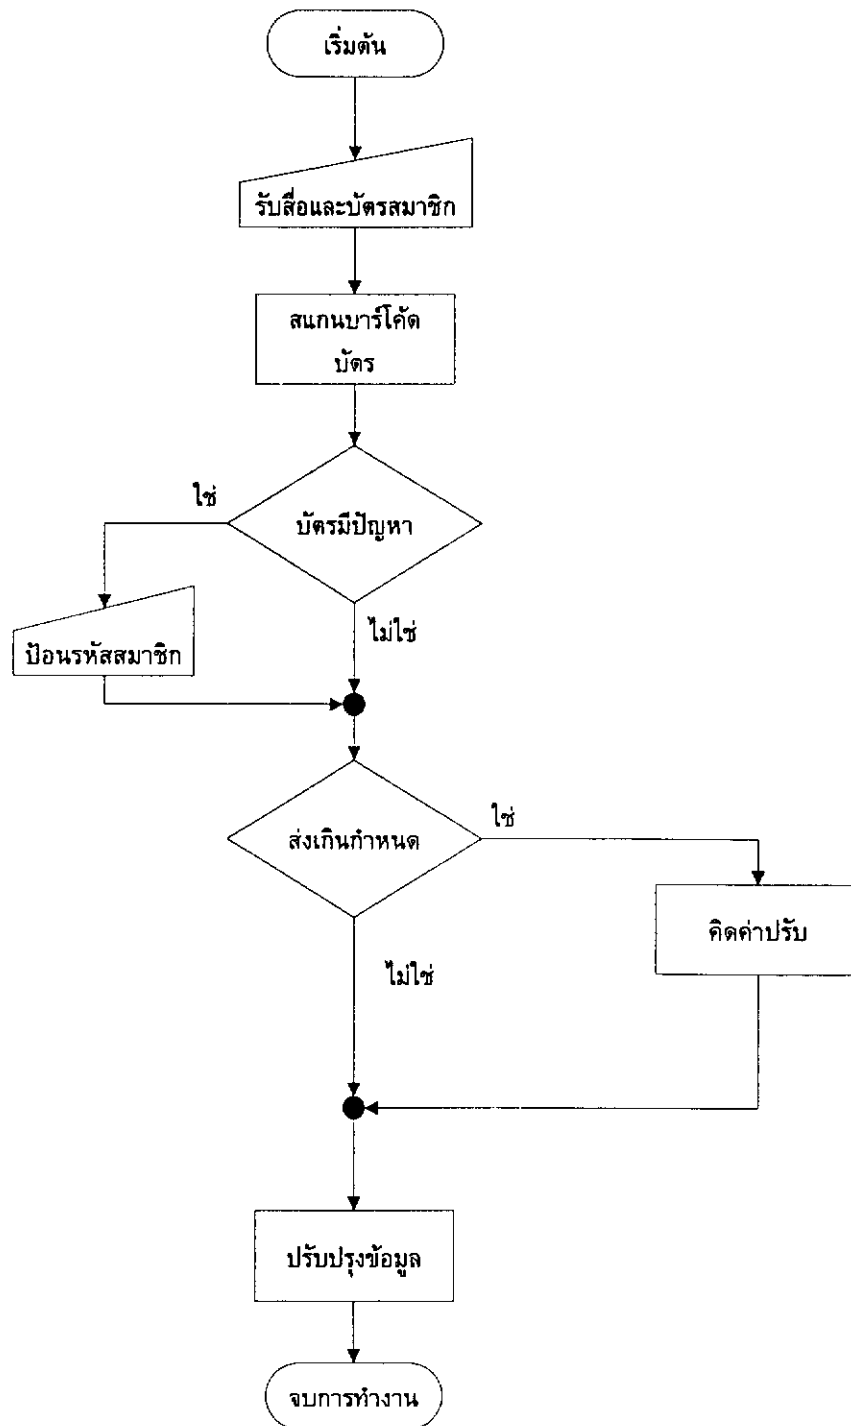 เริ่มต้น
รับสื่อและบัตรสมาชิก
สแกนบาร์โค้ด
บัตร
ใช่
บัตรมีปัญหา
ไม่ใช่
ป้อนรหัสสมาชิก
ส่งเกินกำหนด
ใช่
คิดค่าปรับ
ไม่ใช่
ปรับปรุงข้อมูล
จบการทำงาน